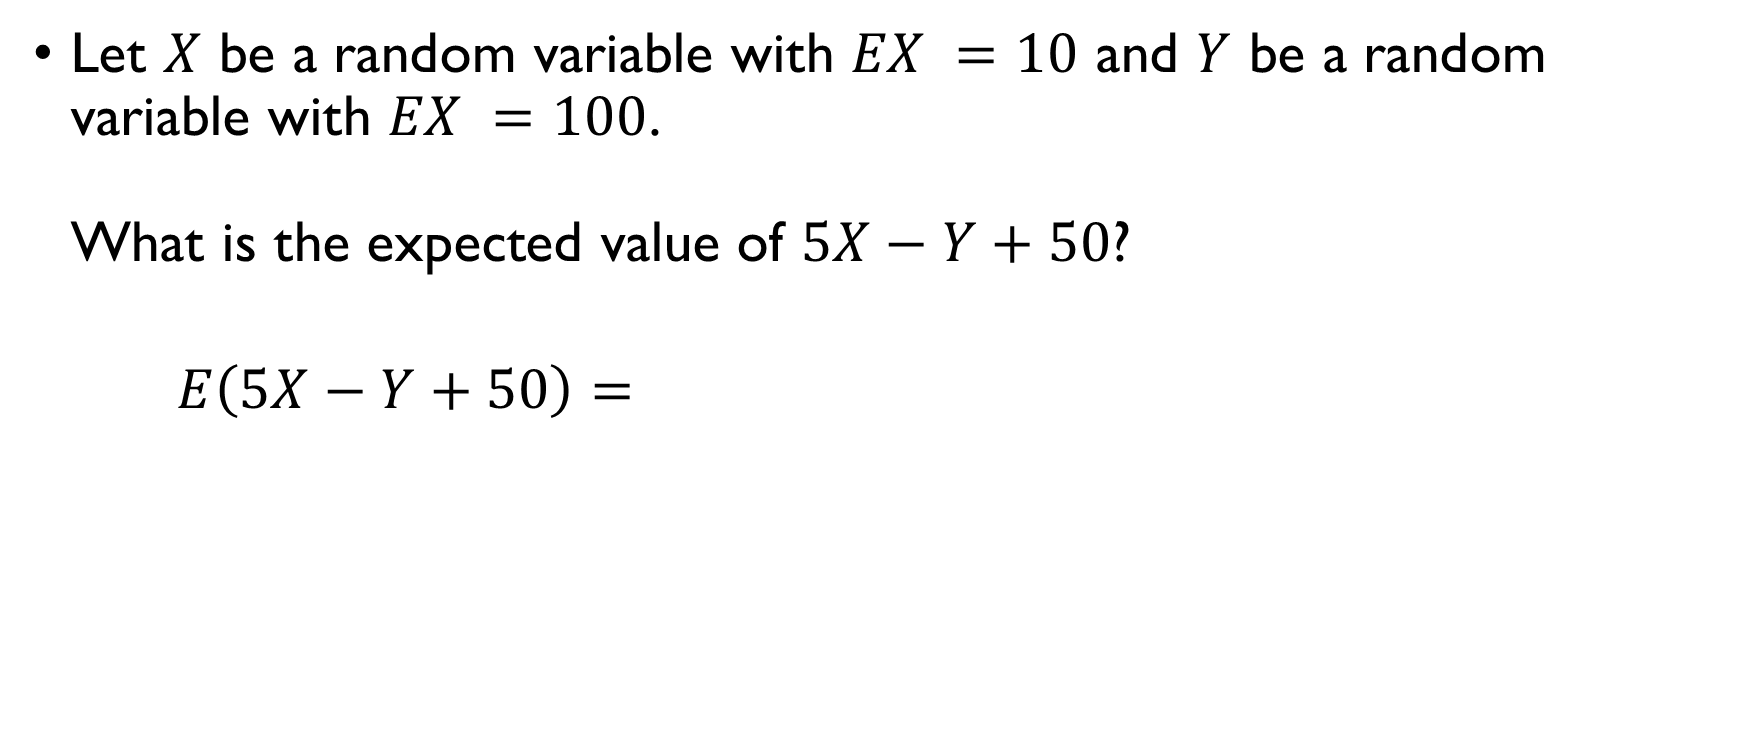 • Let X be a random variable with EX = 10 and Y be a random
variable with EX = 100.
What is the expected value of 5X − Y + 50?
E(5X − Y + 50) =